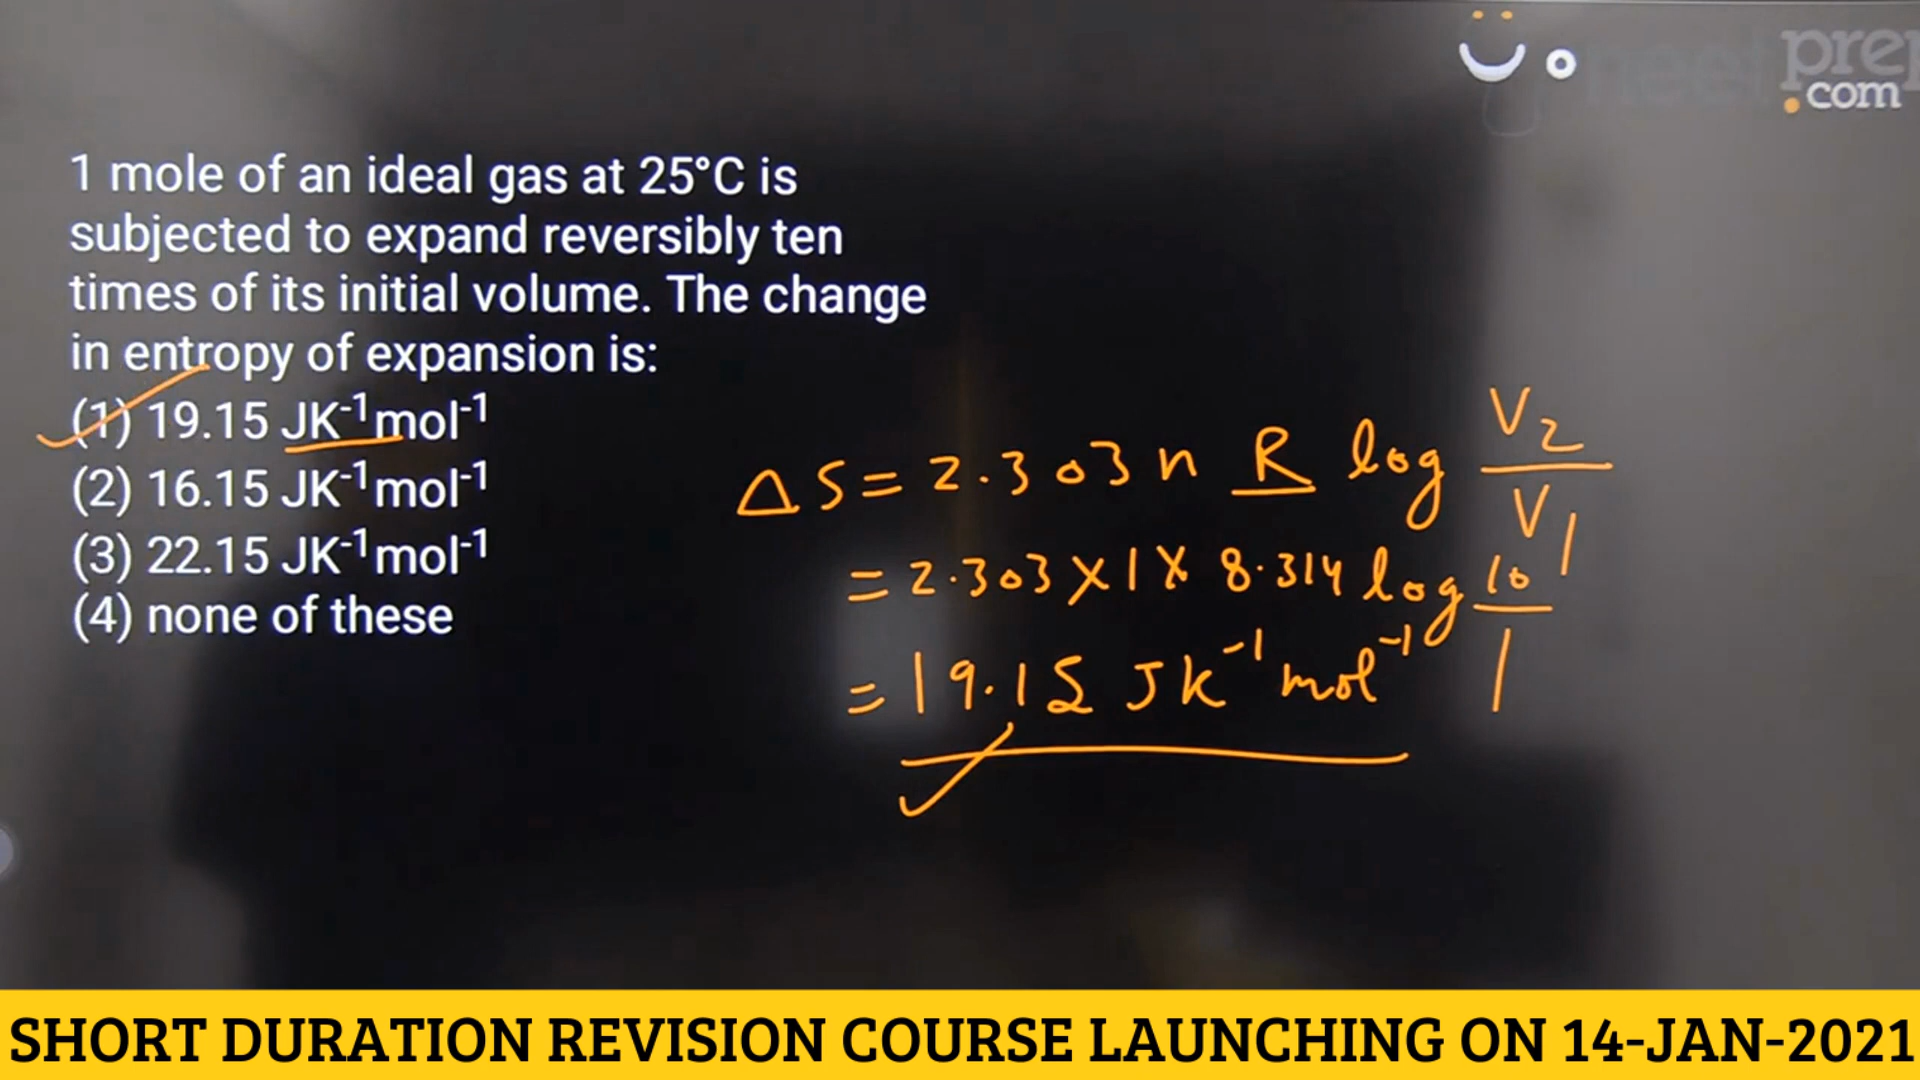 neet prep
.com
1 mole of an ideal gas at 25°C is
subjected to expand reversibly ten
times of its initial volume. The change
in entropy of expansion is:
(1) 19.15 JK⁻¹mol⁻¹
(2) 16.15 JK⁻¹mol⁻¹
(3) 22.15 JK⁻¹mol⁻¹
(4) none of these
ΔS = 2.303 n R log V₂/V₁
= 2.303 × 1 × 8.314 log 10/1
= 19.15 JK⁻¹ mol⁻¹
SHORT DURATION REVISION COURSE LAUNCHING ON 14-JAN-2021